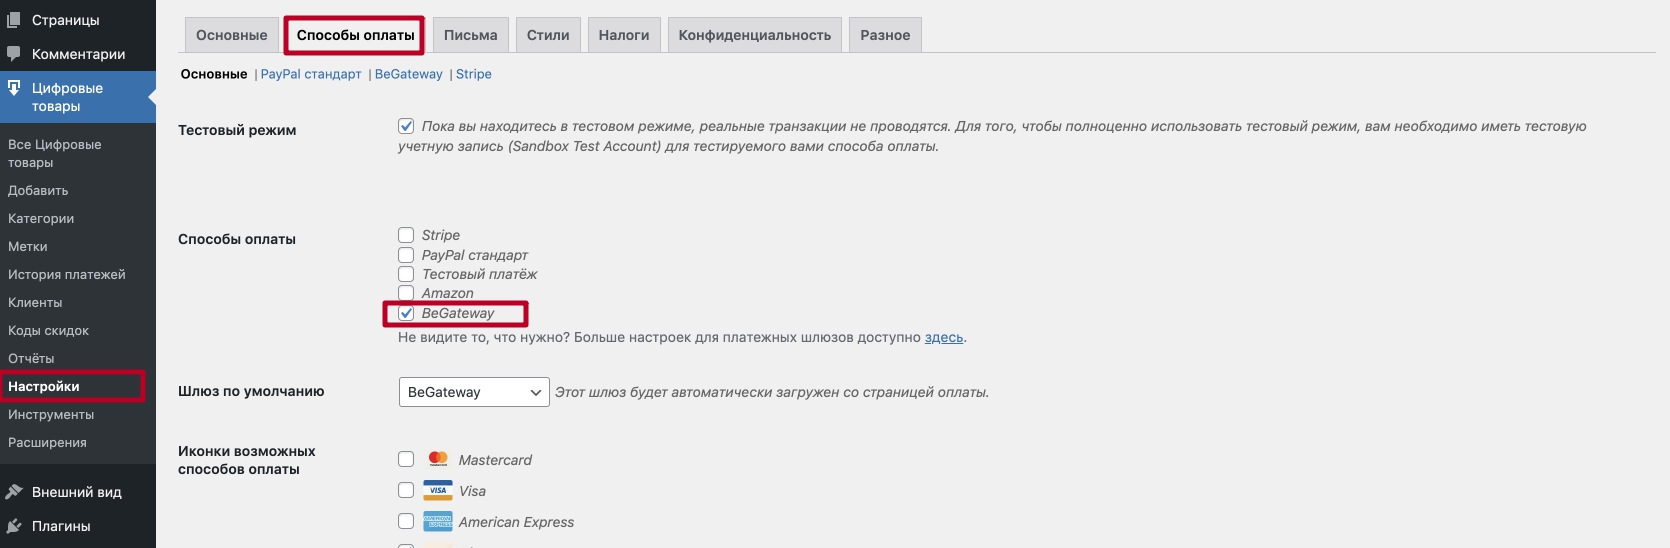 Страницы
Комментарии
Цифровые
товары
Все Цифровые
товары
Добавить
Категории
Метки
История платежей
Клиенты
Коды скидок
Отчёты
Настройки
Инструменты
Расширения
Внешний вид
Плагины
Основные Способы оплаты Письма Стили Налоги Конфиденциальность Разное
Основные | PayPal стандарт | BeGateway | Stripe
Тестовый режим
Пока вы находитесь в тестовом режиме, реальные транзакции не проводятся. Для того, чтобы полноценно использовать тестовый режим, вам необходимо иметь тестовую
учетную запись (Sandbox Test Account) для тестируемого вами способа оплаты.
Способы оплаты
Stripe
PayPal стандарт
Тестовый платёж
Amazon
BeGateway
Не видите то, что нужно? Больше настроек для платежных шлюзов доступно здесь.
Шлюз по умолчанию
BeGateway Этот шлюз будет автоматически загружен со страницей оплаты.
Иконки возможных
способов оплаты
Mastercard
VISA Visa
American Express